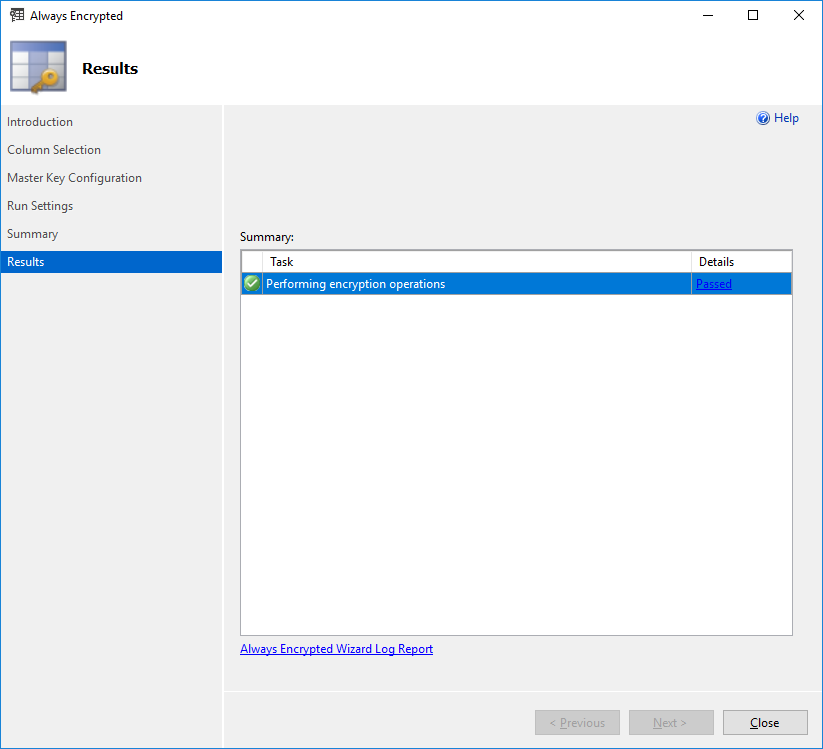 Always Encrypted
Results
Introduction
Column Selection
Master Key Configuration
Run Settings
Summary
Results
Help
Summary:
Task Details
Performing encryption operations Passed
Always Encrypted Wizard Log Report
< Previous Next > Close